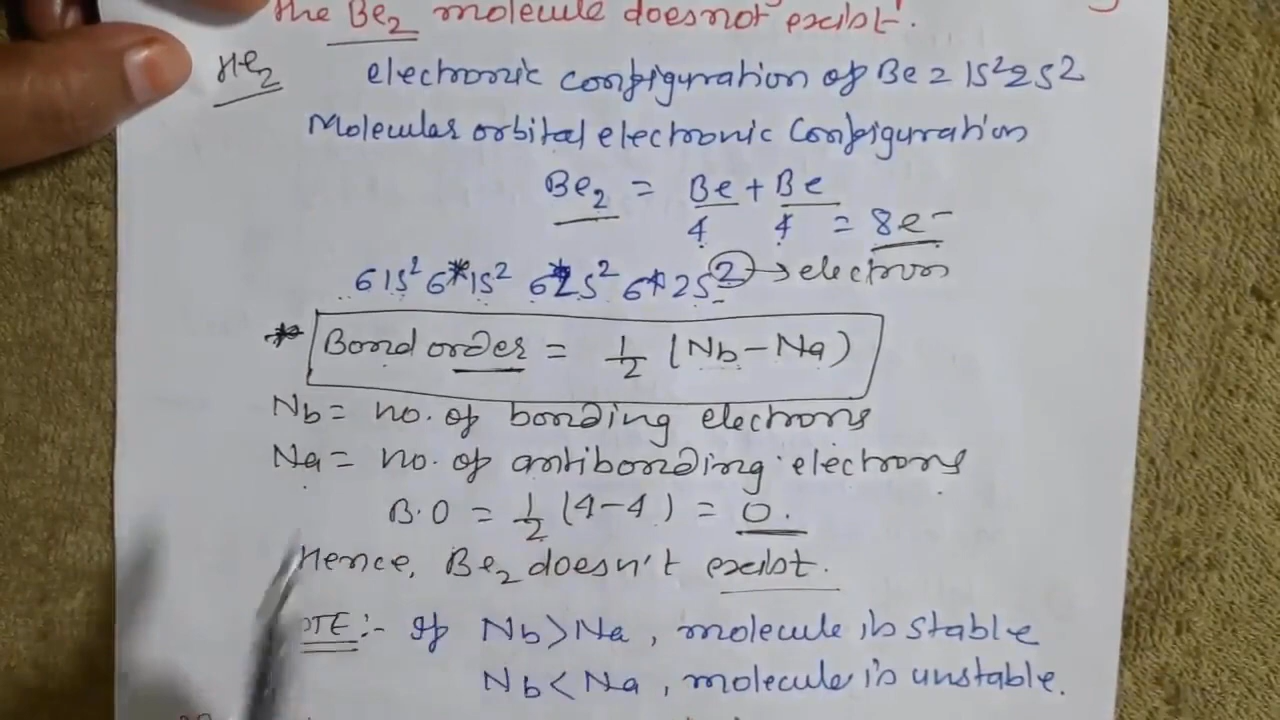 the Be2 molecule doesnot exist.
He2
electronic configuration of Be = 1S²2S²
Molecular orbital electronic Configuration
Be2 = Be + Be
4 4 = 8e⁻
σ1S² σ*1S² σ2S² σ*2S² → electron
* Bond order = 1/2 (Nb - Na)
Nb = no. of bonding electrons
Na = no. of antibonding electrons
B.O = 1/2 (4-4) = 0.
Hence, Be2 doesn't exist.
NOTE:- If Nb>Na, molecule is stable
Nb<Na, molecule is unstable.